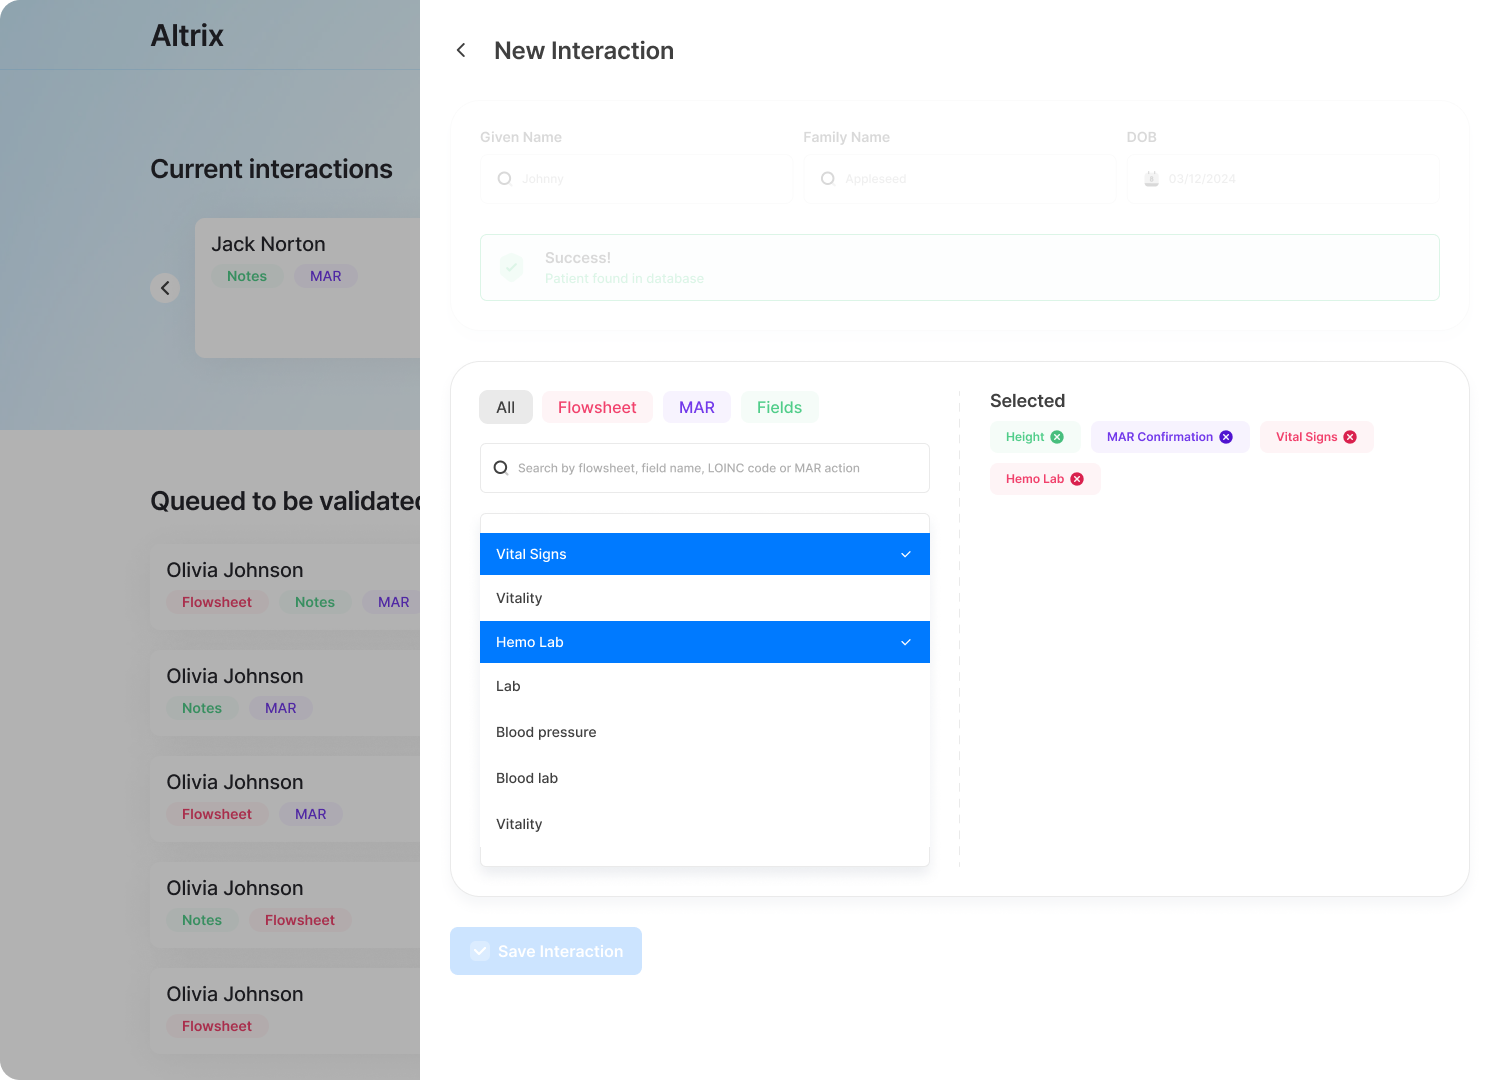 Altrix
Current interactions
Jack Norton
Notes MAR
Queued to be validated
Olivia Johnson
Flowsheet Notes MAR
Olivia Johnson
Notes MAR
Olivia Johnson
Flowsheet MAR
Olivia Johnson
Notes Flowsheet
Olivia Johnson
Flowsheet
New Interaction
Given Name Family Name DOB
Johnny Appleseed 03/12/2024
Success!
Patient found in database
All Flowsheet MAR Fields
Search by flowsheet, field name, LOINC code or MAR action
Vital Signs
Vitality
Hemo Lab
Lab
Blood pressure
Blood lab
Vitality
Selected
Height MAR Confirmation Vital Signs
Hemo Lab
Save Interaction